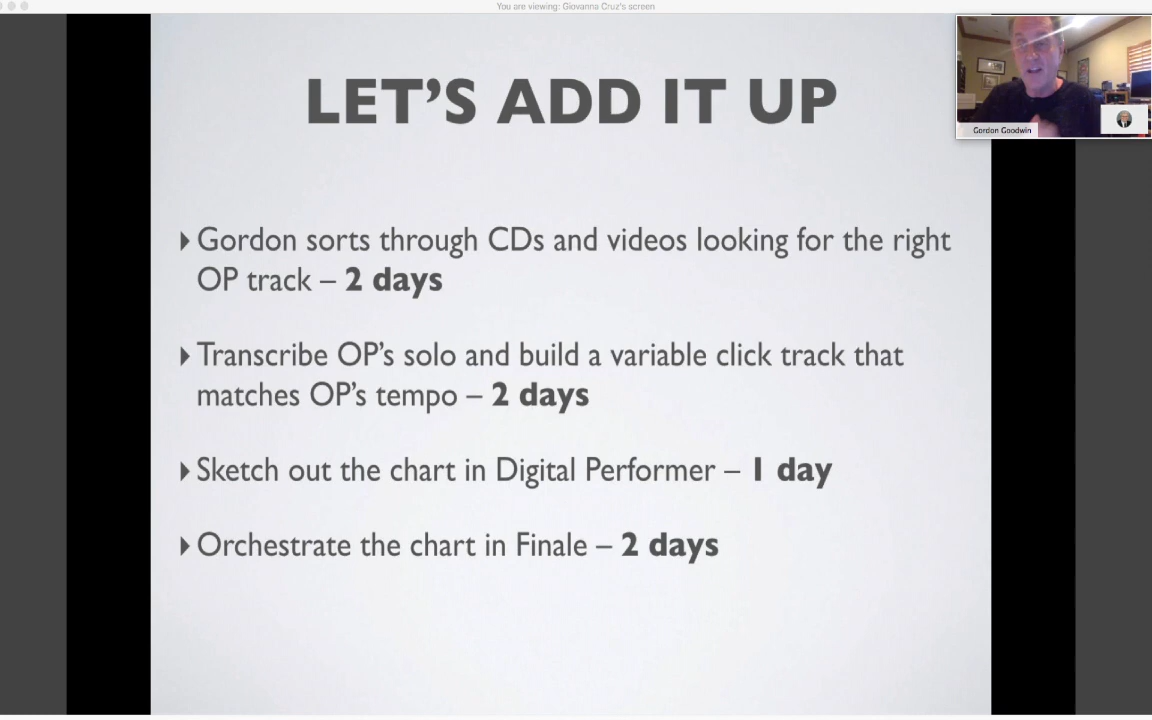 You are viewing: Giovanna Cruz's screen
LET'S ADD IT UP
Gordon Goodwin
Gordon sorts through CDs and videos looking for the right
OP track – 2 days
Transcribe OP's solo and build a variable click track that
matches OP's tempo – 2 days
Sketch out the chart in Digital Performer – 1 day
Orchestrate the chart in Finale – 2 days